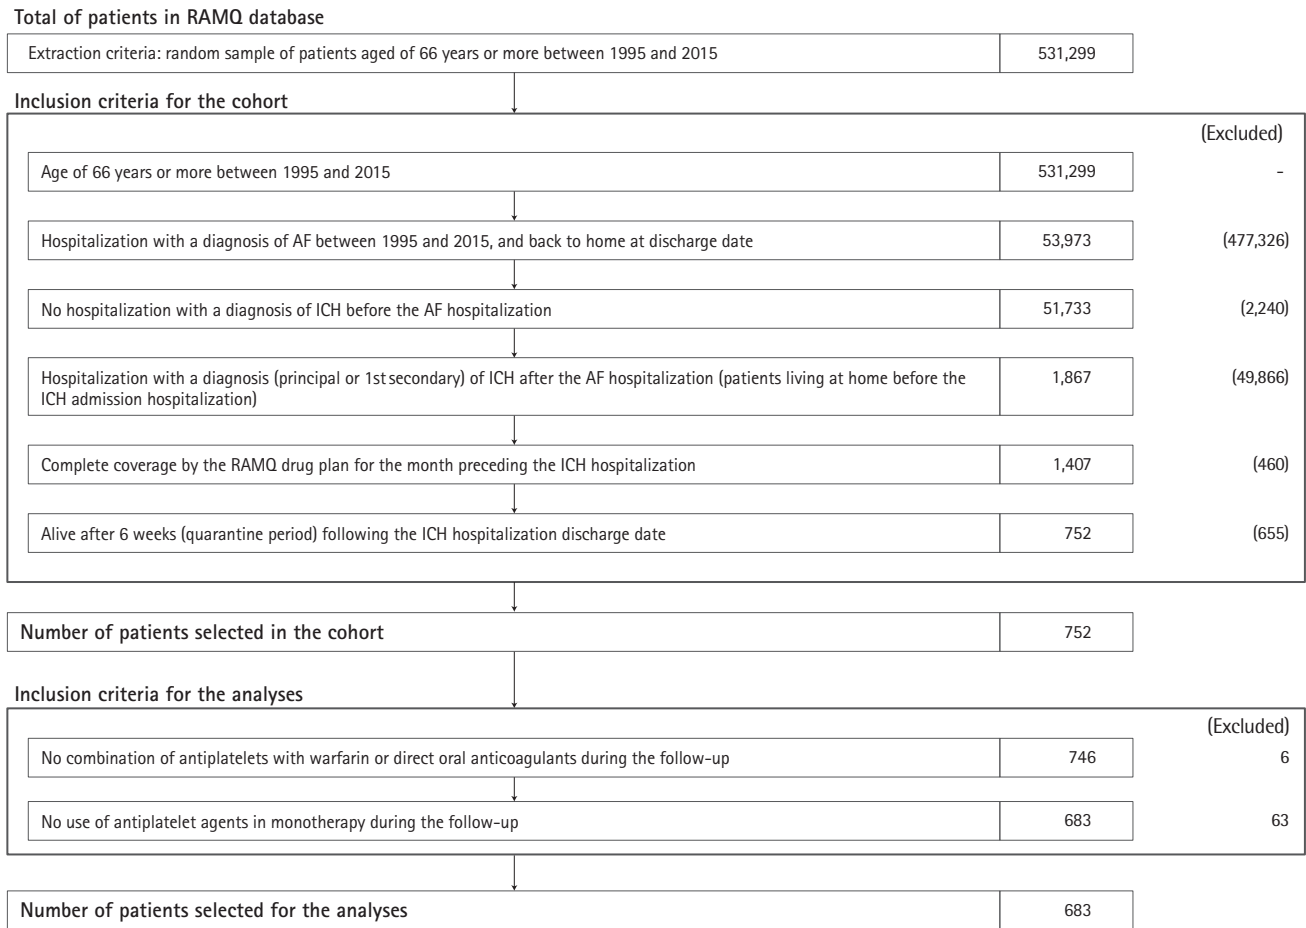 Total of patients in RAMQ database
Extraction criteria: random sample of patients aged of 66 years or more between 1995 and 2015 531,299
Inclusion criteria for the cohort
(Excluded)
Age of 66 years or more between 1995 and 2015 531,299 -
Hospitalization with a diagnosis of AF between 1995 and 2015, and back to home at discharge date 53,973 (477,326)
No hospitalization with a diagnosis of ICH before the AF hospitalization 51,733 (2,240)
Hospitalization with a diagnosis (principal or 1st secondary) of ICH after the AF hospitalization (patients living at home before the 1,867 (49,866)
ICH admission hospitalization)
Complete coverage by the RAMQ drug plan for the month preceding the ICH hospitalization 1,407 (460)
Alive after 6 weeks (quarantine period) following the ICH hospitalization discharge date 752 (655)
Number of patients selected in the cohort 752
Inclusion criteria for the analyses
(Excluded)
No combination of antiplatelets with warfarin or direct oral anticoagulants during the follow-up 746 6
No use of antiplatelet agents in monotherapy during the follow-up 683 63
Number of patients selected for the analyses 683